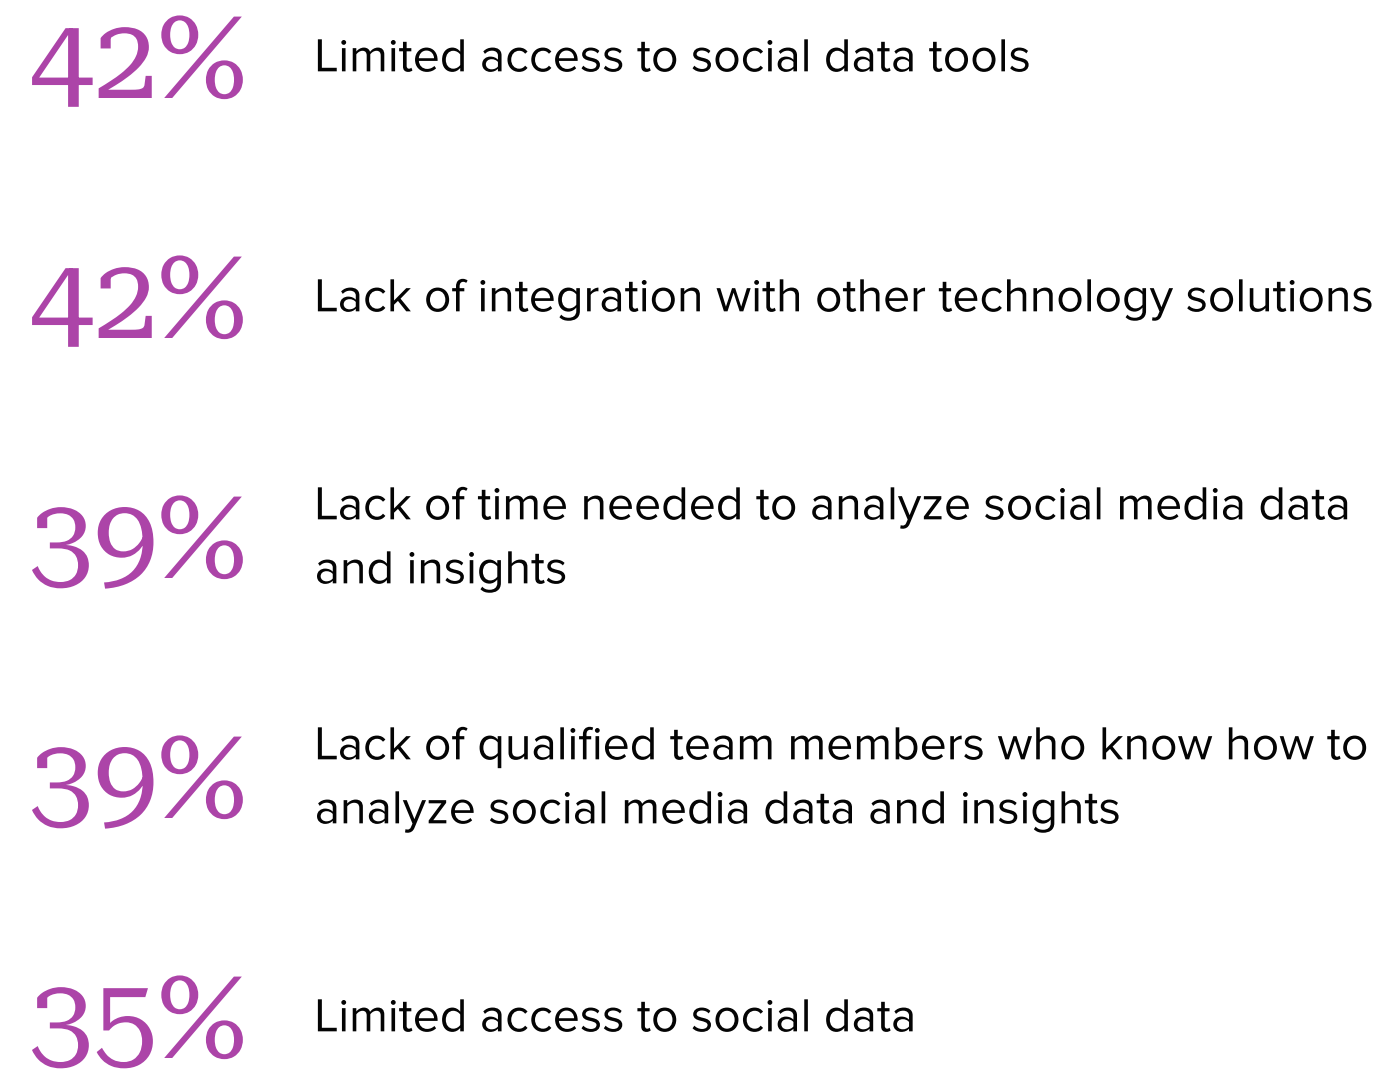 42% Limited access to social data tools
42% Lack of integration with other technology solutions
39% Lack of time needed to analyze social media data
and insights
39% Lack of qualified team members who know how to
analyze social media data and insights
35% Limited access to social data